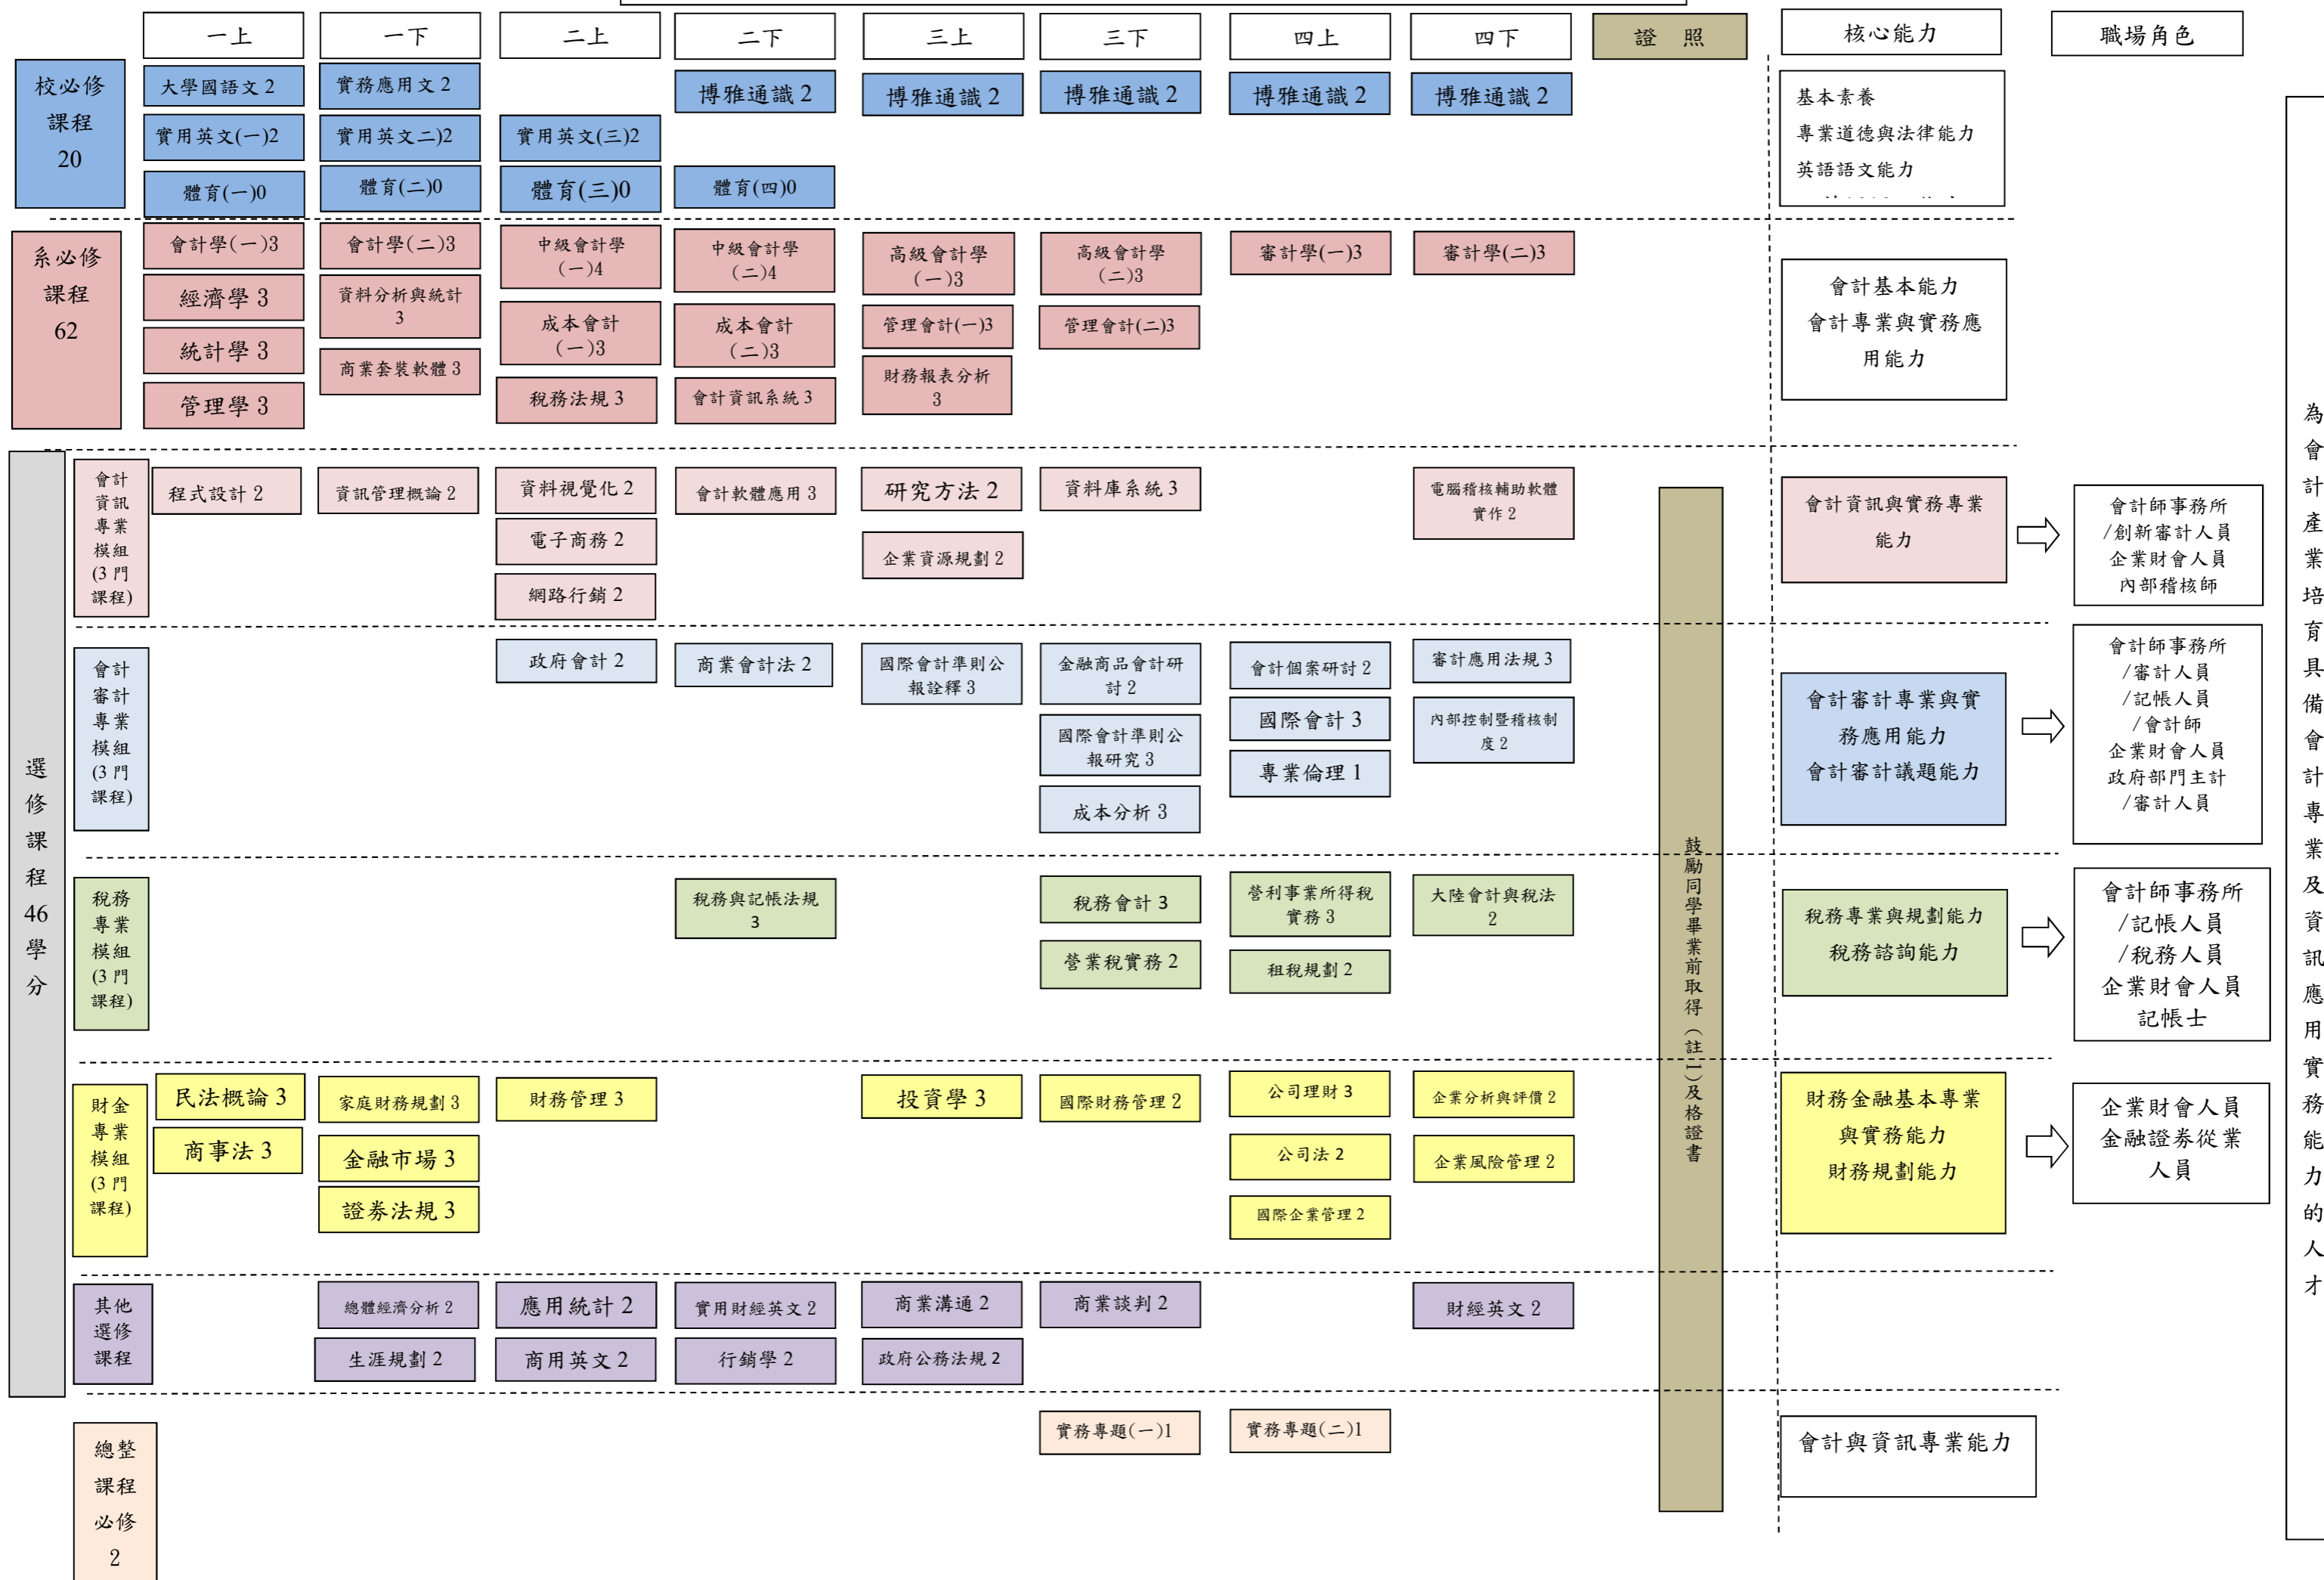 一上
一下
二上
二下
三上
三下
四上
四下
證 照
核心能力
職場角色
校必修
課程
20
大學國語文 2
實務應用文 2
博雅通識 2
博雅通識 2
博雅通識 2
博雅通識 2
博雅通識 2
實用英文(一)2
實用英文二)2
實用英文(三)2
體育(一)0
體育(二)0
體育(三)0
體育(四)0
基本素養
專業道德與法律能力
英語語文能力
系必修
課程
62
會計學(一)3
會計學(二)3
中級會計學
(一)4
中級會計學
(二)4
高級會計學
(一)3
高級會計學
(二)3
審計學(一)3
審計學(二)3
經濟學 3
資料分析與統計
3
成本會計
(一)3
成本會計
(二)3
管理會計(一)3
管理會計(二)3
統計學 3
商業套裝軟體 3
稅務法規 3
會計資訊系統 3
財務報表分析
3
管理學 3
會計基本能力
會計專業與實務應
用能力
選
修
課
程
46
學
分
會計
資訊
專業
模組
(3 門
課程)
程式設計 2
資訊管理概論 2
資料視覺化 2
會計軟體應用 3
研究方法 2
資料庫系統 3
電腦稽核輔助軟體
實作 2
電子商務 2
企業資源規劃 2
網路行銷 2
會計資訊與實務專業
能力
會計師事務所
/創新審計人員
企業財會人員
內部稽核師
會計
審計
專業
模組
(3 門
課程)
政府會計 2
商業會計法 2
國際會計準則公
報詮釋 3
金融商品會計研
討 2
會計個案研討 2
審計應用法規 3
國際會計準則公
報研究 3
國際會計 3
內部控制暨稽核制
度 2
成本分析 3
專業倫理 1
會計審計專業與實
務應用能力
會計審計議題能力
會計師事務所
/審計人員
/記帳人員
/會計師
企業財會人員
政府部門主計
/審計人員
稅務
專業
模組
(3 門
課程)
稅務與記帳法規
3
稅務會計 3
營利事業所得稅
實務 3
大陸會計與稅法
2
營業稅實務 2
租稅規劃 2
稅務專業與規劃能力
稅務諮詢能力
會計師事務所
/記帳人員
/稅務人員
企業財會人員
記帳士
財金
專業
模組
(3 門
課程)
民法概論 3
家庭財務規劃 3
財務管理 3
投資學 3
國際財務管理 2
公司理財 3
企業分析與評價 2
商事法 3
金融市場 3
公司法 2
企業風險管理 2
證券法規 3
國際企業管理 2
財務金融基本專業
與實務能力
財務規劃能力
企業財會人員
金融證券從業
人員
其他
選修
課程
總體經濟分析 2
應用統計 2
實用財經英文 2
商業溝通 2
商業談判 2
財經英文 2
生涯規劃 2
商用英文 2
行銷學 2
政府公務法規 2
總整
課程
必修
2
實務專題(一)1
實務專題(二)1
會計與資訊專業能力
鼓勵同學畢業前取得（註1）及格證書
為會計產業培育具備會計專業及資訊應用實務能力的人才